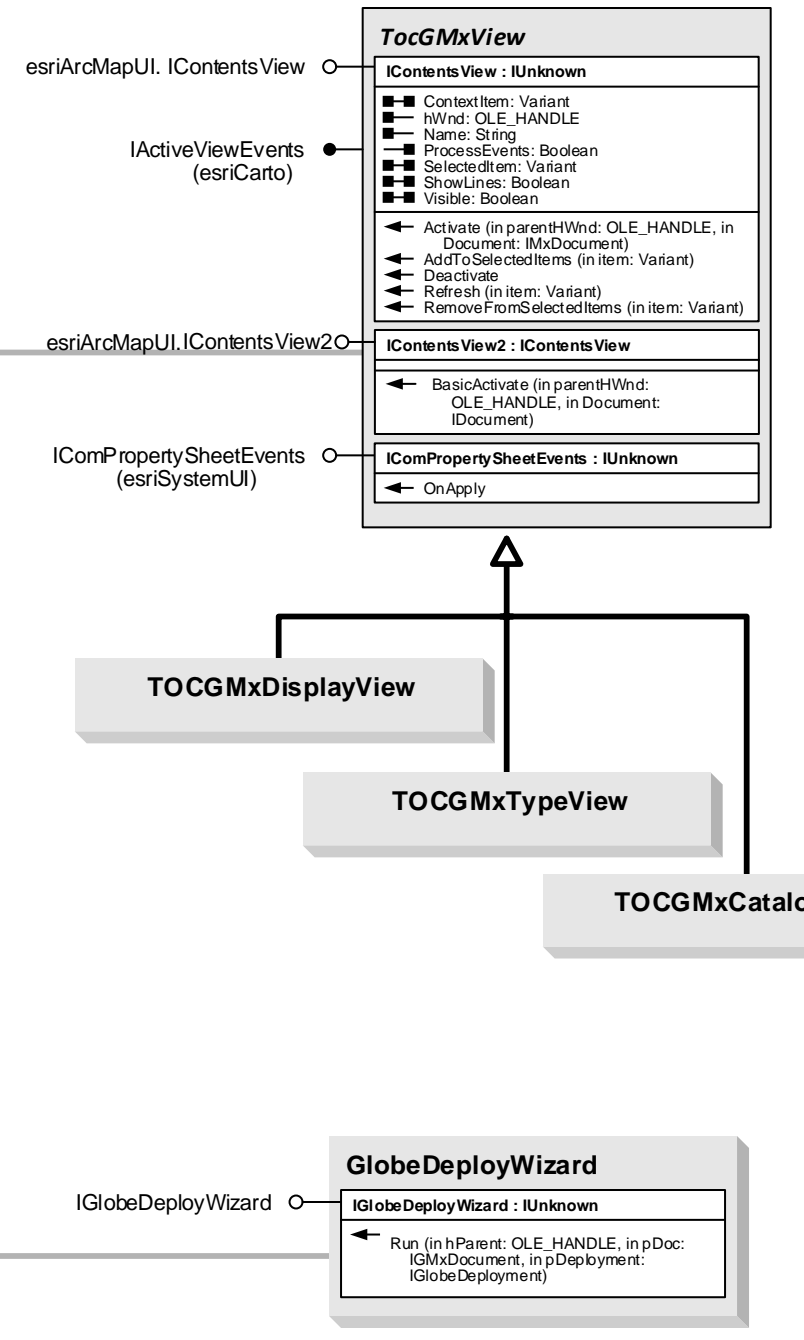 TocGMxView
esriArcMapUI. IContentsView
IContentsView : IUnknown
ContextItem: Variant
hWnd: OLE_HANDLE
Name: String
ProcessEvents: Boolean
SelectedItem: Variant
ShowLines: Boolean
Visible: Boolean
IActiveViewEvents
(esriCarto)
Activate (in parentHWnd: OLE_HANDLE, in
Document: IMxDocument)
AddToSelectedItems (in item: Variant)
Deactivate
Refresh (in item: Variant)
RemoveFromSelectedItems (in item: Variant)
esriArcMapUI.IContentsView2
IContentsView2 : IContentsView
BasicActivate (in parentHWnd:
OLE_HANDLE, in Document:
IDocument)
IComPropertySheetEvents
(esriSystemUI)
IComPropertySheetEvents : IUnknown
OnApply
TOCGMxDisplayView
TOCGMxTypeView
TOCGMxCatalo
GlobeDeployWizard
IGlobeDeployWizard
IGlobeDeployWizard : IUnknown
Run (in hParent: OLE_HANDLE, in pDoc:
IGMxDocument, in pDeployment:
IGlobeDeployment)